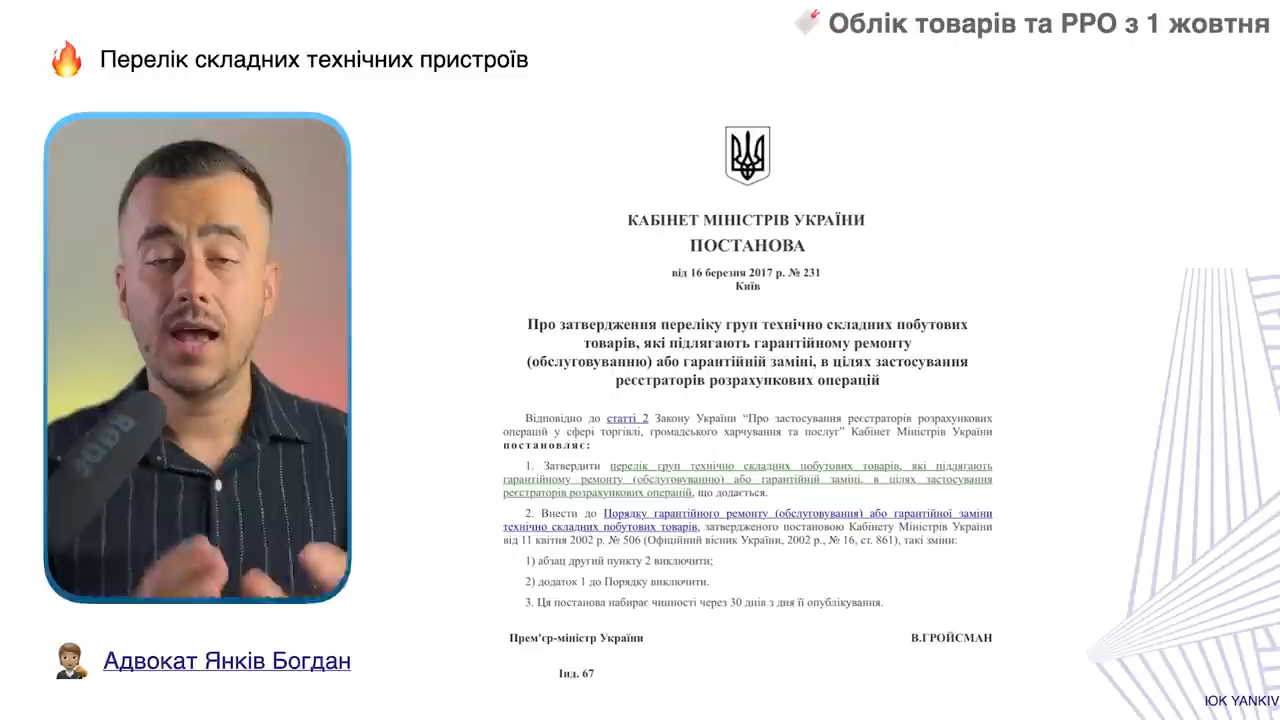 Облік товарів та РРО з 1 жовтня
Перелік складних технічних пристроїв
RØDE
КАБІНЕТ МІНІСТРІВ УКРАЇНИ
ПОСТАНОВА
від 16 березня 2017 р. № 231
Київ
Про затвердження переліку груп технічно складних побутових
товарів, які підлягають гарантійному ремонту
(обслуговуванню) або гарантійній заміні, в цілях застосування
реєстраторів розрахункових операцій
Відповідно до статті 2 Закону України “Про застосування реєстраторів розрахункових
операцій у сфері торгівлі, громадського харчування та послуг” Кабінет Міністрів України
постановляє:
1. Затвердити перелік груп технічно складних побутових товарів, які підлягають
гарантійному ремонту (обслуговуванню) або гарантійній заміні, в цілях застосування
реєстраторів розрахункових операцій, що додається.
2. Внести до Порядку гарантійного ремонту (обслуговування) або гарантійної заміни
технічно складних побутових товарів, затвердженого постановою Кабінету Міністрів України
від 11 квітня 2002 р. № 506 (Офіційний вісник України, 2002 р., № 16, ст. 861), такі зміни:
1) абзац другий пункту 2 виключити;
2) додаток 1 до Порядку виключити.
3. Ця постанова набирає чинності через 30 днів з дня її опублікування.
Прем'єр-міністр України В.ГРОЙСМАН
Інд. 67
Адвокат Янків Богдан
ЮК YANKIV